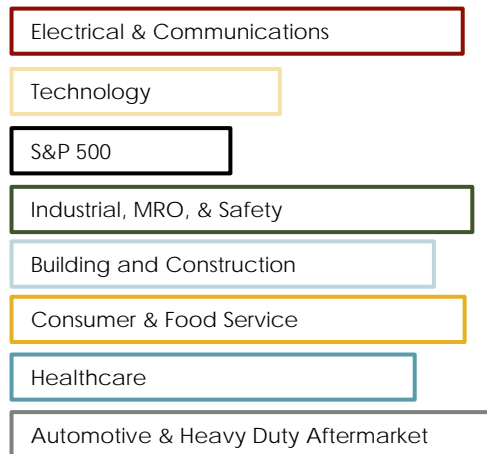 Electrical & Communications
Technology
S&P 500
Industrial, MRO, & Safety
Building and Construction
Consumer & Food Service
Healthcare
Automotive & Heavy Duty Aftermarket